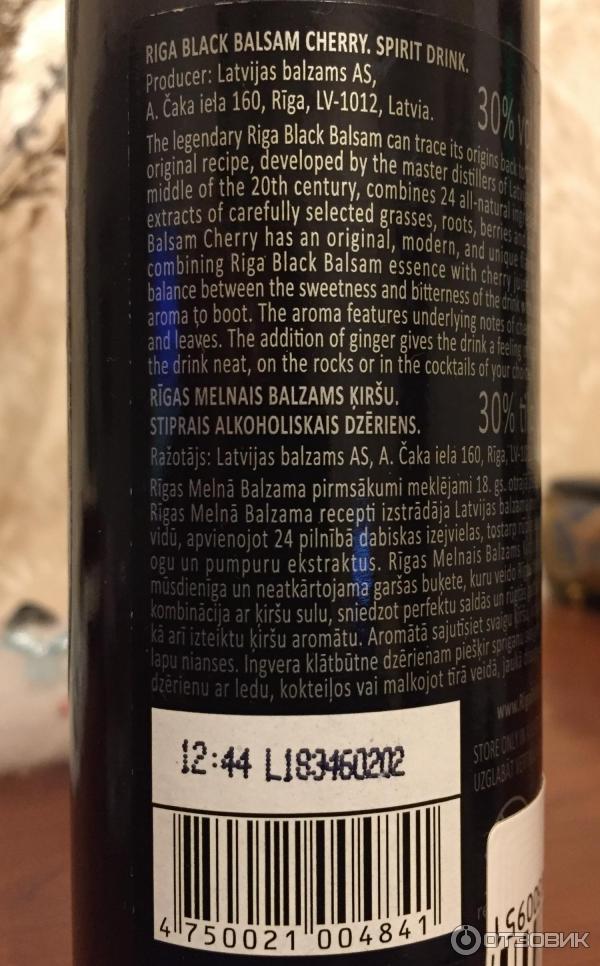 RIGA BLACK BALSAM CHERRY. SPIRIT DRINK.
Producer: Latvijas balzams AS,
A. Čaka iela 160, Rīga, LV-1012, Latvia.
30%
The legendary Riga Black Balsam can trace its origins back
original recipe, developed by the master distillers of
middle of the 20th century, combines 24 all-natural
extracts of carefully selected grasses, roots, berries and
Balsam Cherry has an original, modern, and unique
combining Riga Black Balsam essence with cherry
balance between the sweetness and bitterness of the drink
aroma to boot. The aroma features underlying notes of
and leaves. The addition of ginger gives the drink a feeling
the drink neat, on the rocks or in the cocktails of your
RĪGAS MELNAIS BALZAMS ĶIRŠU.
STIPRAIS ALKOHOLISKAIS DZĒRIENS.
30%
Ražotājs: Latvijas balzams AS, A. Čaka ielā 160, Rīga,
Rīgas Melnā Balzama pirmsākumi meklējami 18. gs.
Rīgas Melnā Balzama recepti izstrādāja Latvijas
vidū, apvienojot 24 pilnībā dabiskas izejvielas, tostarp
ogu un pumpuru ekstraktus. Rīgas Melnais Balzams
mūsdienīga un neatkārtojama garšas buķete, kuru veido
kombinācija ar ķiršu sulu, sniedzot perfektu saldās un
kā arī izteiktu ķiršu aromātu. Aromātā sajutīsiet svaigu
lapu nianses. Ingvera klātbūtne dzērienam piešķir
dzērienu ar ledu, kokteiļos vai malkojot tīrā veidā,
STORE ONLY IN
UZGLABĀT
12:44 L183460202
4 750021 004841
ОТЗОВИК